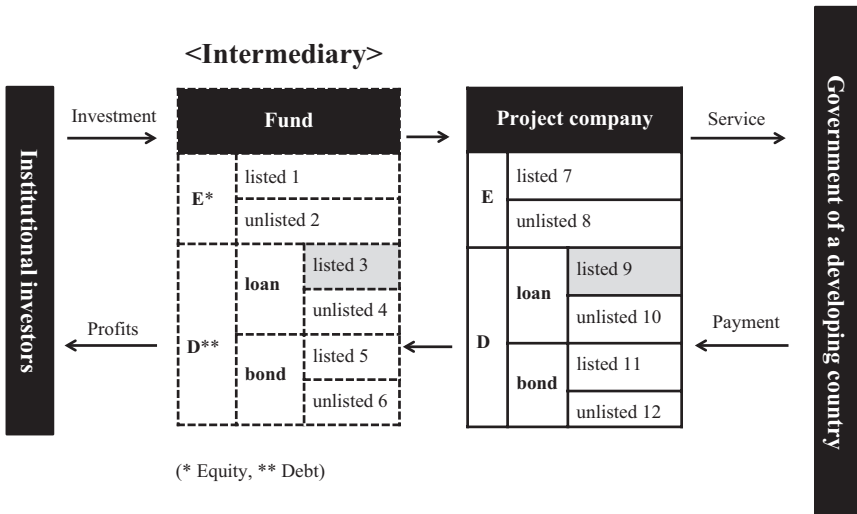 <Intermediary>
Institutional investors
Investment
Profits
Fund
E*
listed 1
unlisted 2
D**
loan
listed 3
unlisted 4
bond
listed 5
unlisted 6
Project company
E
listed 7
unlisted 8
D
loan
listed 9
unlisted 10
bond
listed 11
unlisted 12
Service
Payment
Government of a developing country
(* Equity, ** Debt)